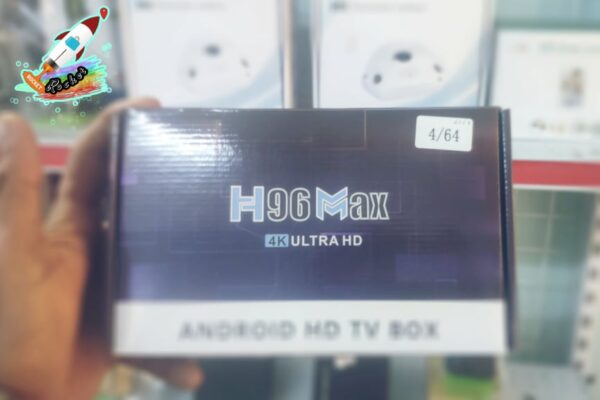 4/64
H96 Max
4K ULTRA HD
ANDROID HD TV BOX